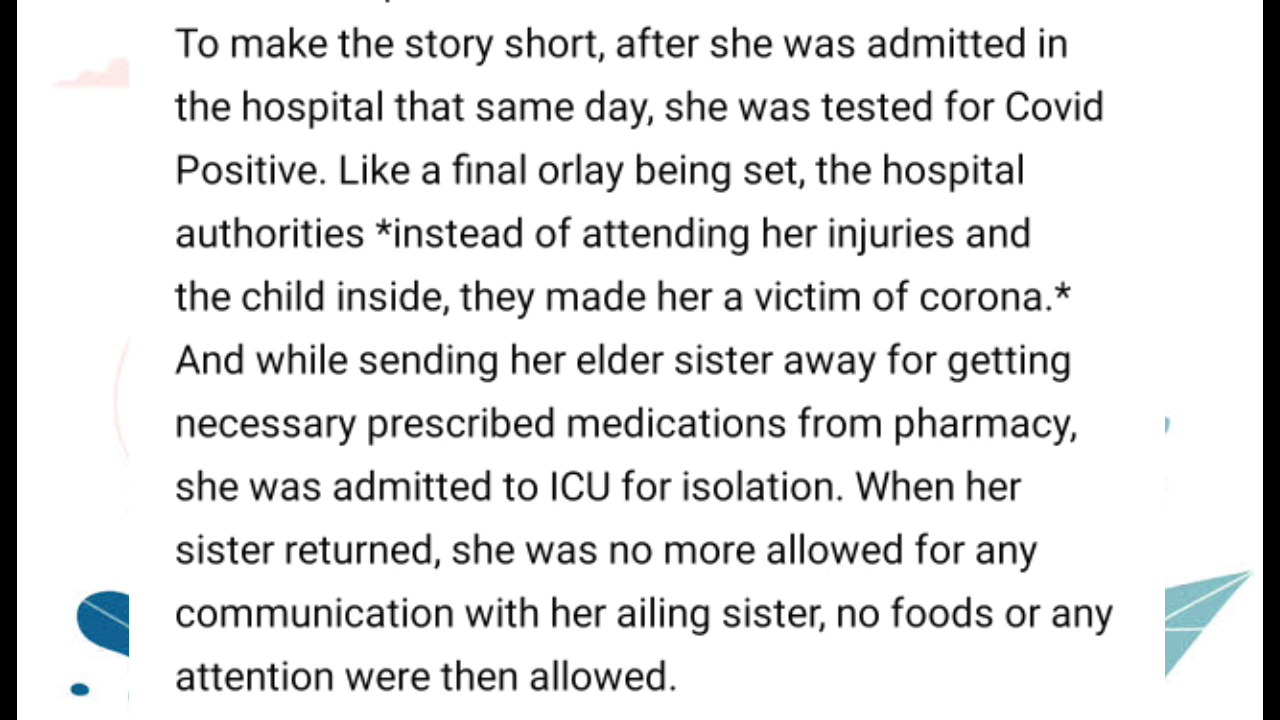 To make the story short, after she was admitted in
the hospital that same day, she was tested for Covid
Positive. Like a final orlay being set, the hospital
authorities *instead of attending her injuries and
the child inside, they made her a victim of corona.*
And while sending her elder sister away for getting
necessary prescribed medications from pharmacy,
she was admitted to ICU for isolation. When her
sister returned, she was no more allowed for any
communication with her ailing sister, no foods or any
attention were then allowed.